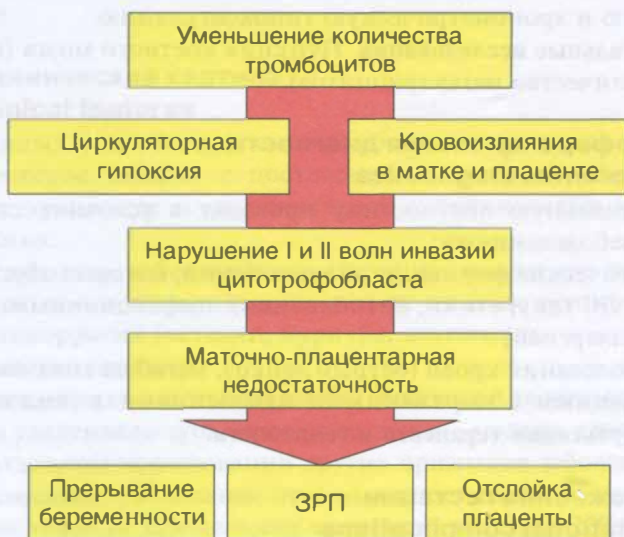 Уменьшение количества
тромбоцитов
Циркуляторная
гипоксия
Кровоизлияния
в матке и плаценте
Нарушение I и II волн инвазии
цитотрофобласта
Маточно-плацентарная
недостаточность
Прерывание
беременности
ЗРП
Отслойка
плаценты